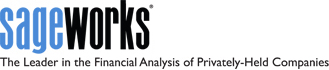 sageworks®
The Leader in the Financial Analysis of Privately-Held Companies.